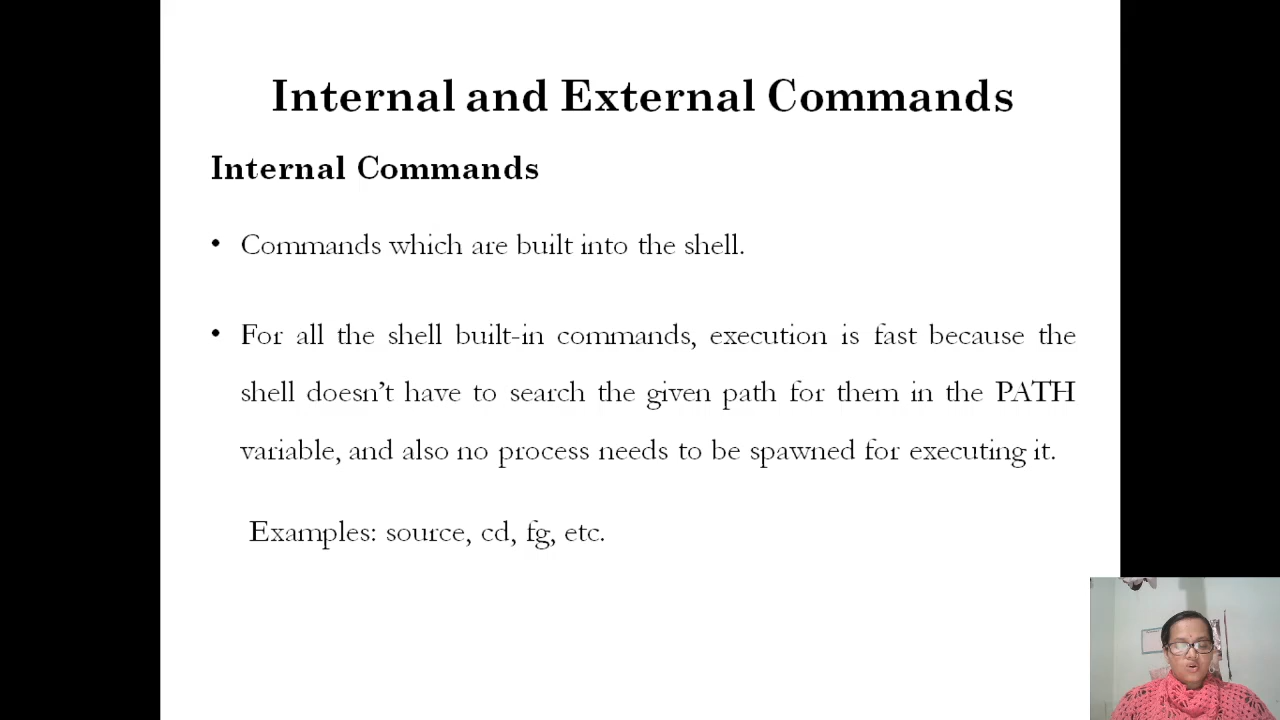 Internal and External Commands
Internal Commands
• Commands which are built into the shell.
• For all the shell built-in commands, execution is fast because the
shell doesn't have to search the given path for them in the PATH
variable, and also no process needs to be spawned for executing it.
Examples: source, cd, fg, etc.